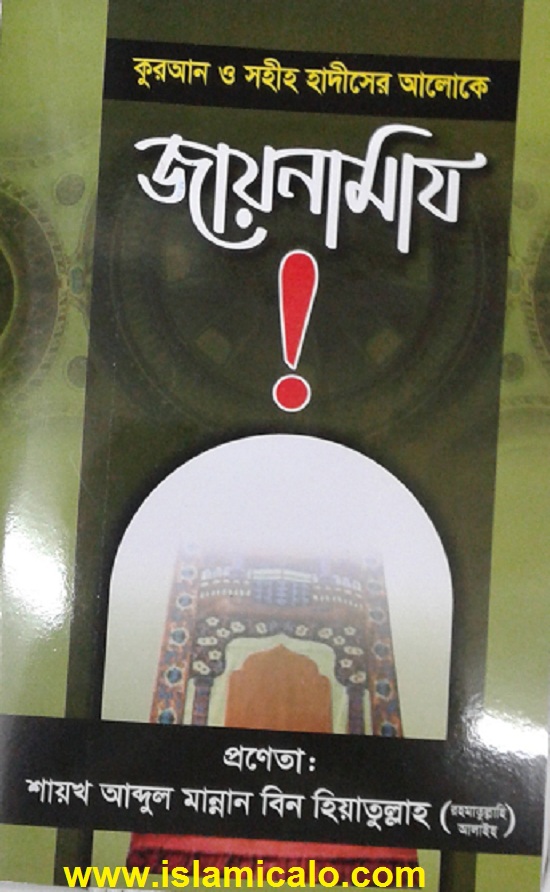 কুরআন ও সহীহ হাদীসের আলোকে
জায়নামায
!
প্রণেতা:
শায়খ আব্দুল মান্নান বিন হিয়াতুল্লাহ (রহমাতুল্লাহি আলাইহ)
www.islamicalo.com